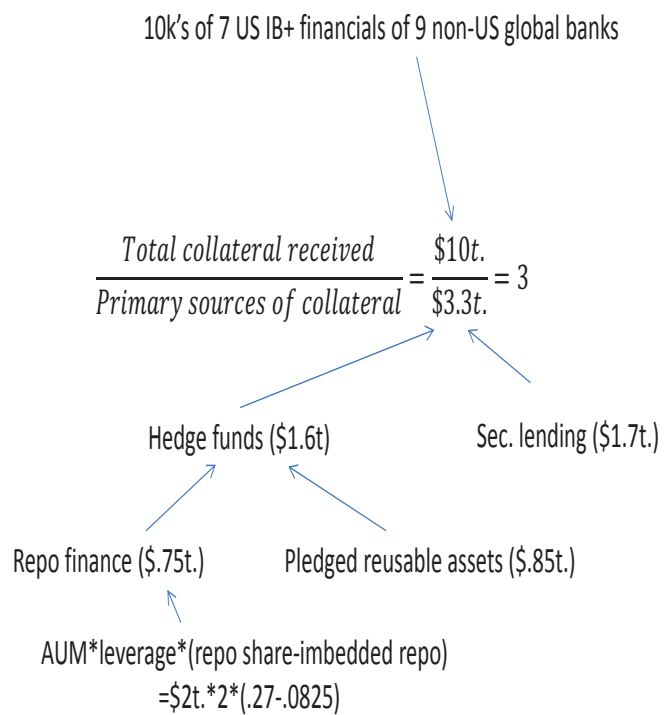 10k’s of 7 US IB+ financials of 9 non-US global banks
Total collateral received / Primary sources of collateral = $10t. / $3.3t. = 3
Hedge funds ($1.6t) Sec. lending ($1.7t.)
Repo finance ($.75t.) Pledged reusable assets ($.85t.)
AUM*leverage*(repo share-imbedded repo)
=$2t.*2*(.27-.0825)